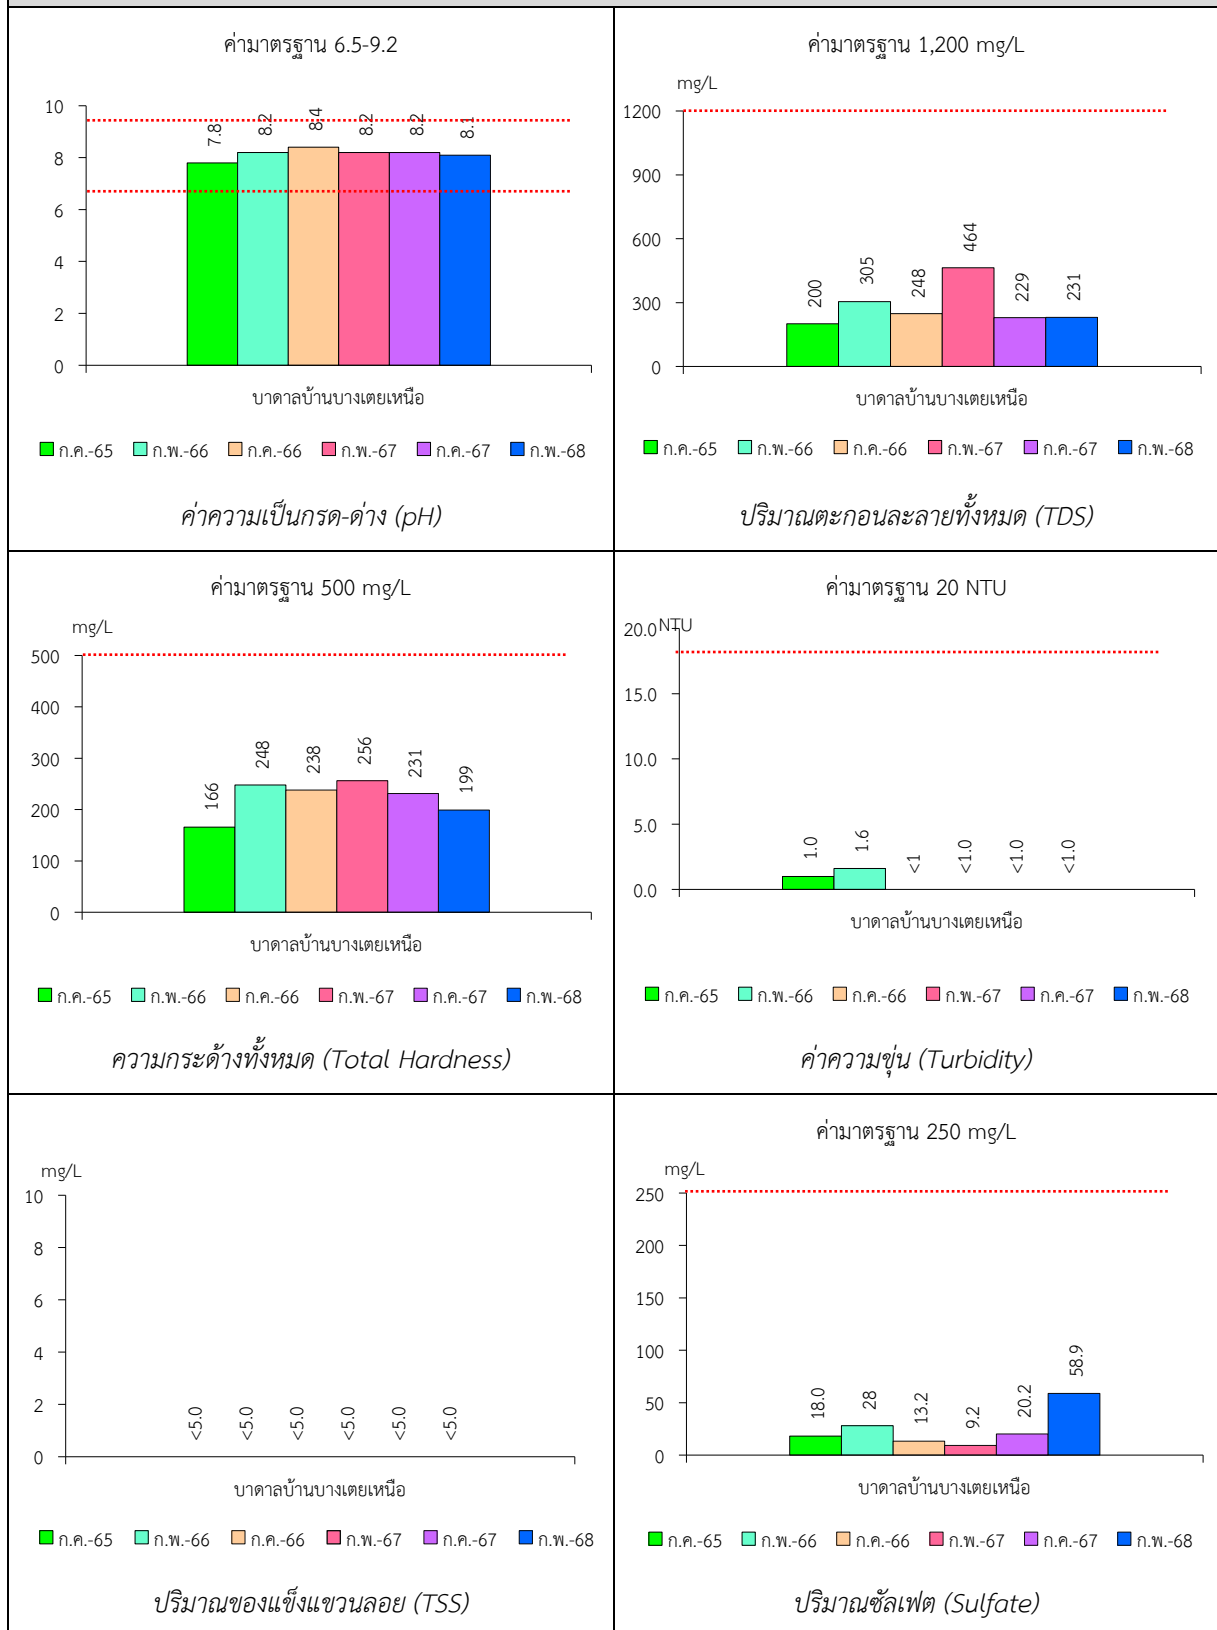 ค่ามาตรฐาน 6.5-9.2
10
8
6
4
2
0
7.8
8.2
8.4
8.2
8.2
8.1
บาดาลบ้านบางเตยเหนือ
ก.ค.-65 ก.พ.-66 ก.ค.-66 ก.พ.-67 ก.ค.-67 ก.พ.-68
ค่าความเป็นกรด-ด่าง (pH)
ค่ามาตรฐาน 1,200 mg/L
mg/L
1200
900
600
300
0
200
305
248
464
229
231
บาดาลบ้านบางเตยเหนือ
ก.ค.-65 ก.พ.-66 ก.ค.-66 ก.พ.-67 ก.ค.-67 ก.พ.-68
ปริมาณตะกอนละลายทั้งหมด (TDS)
ค่ามาตรฐาน 500 mg/L
mg/L
500
400
300
200
100
0
166
248
238
256
231
199
บาดาลบ้านบางเตยเหนือ
ก.ค.-65 ก.พ.-66 ก.ค.-66 ก.พ.-67 ก.ค.-67 ก.พ.-68
ความกระด้างทั้งหมด (Total Hardness)
ค่ามาตรฐาน 20 NTU
NTU
20.0
15.0
10.0
5.0
0.0
1.0
1.6
<1
<1.0
<1.0
<1.0
บาดาลบ้านบางเตยเหนือ
ก.ค.-65 ก.พ.-66 ก.ค.-66 ก.พ.-67 ก.ค.-67 ก.พ.-68
ค่าความขุ่น (Turbidity)
mg/L
10
8
6
4
2
0
<5.0
<5.0
<5.0
<5.0
<5.0
<5.0
บาดาลบ้านบางเตยเหนือ
ก.ค.-65 ก.พ.-66 ก.ค.-66 ก.พ.-67 ก.ค.-67 ก.พ.-68
ปริมาณของแข็งแขวนลอย (TSS)
ค่ามาตรฐาน 250 mg/L
mg/L
250
200
150
100
50
0
18.0
28
13.2
9.2
20.2
58.9
บาดาลบ้านบางเตยเหนือ
ก.ค.-65 ก.พ.-66 ก.ค.-66 ก.พ.-67 ก.ค.-67 ก.พ.-68
ปริมาณซัลเฟต (Sulfate)